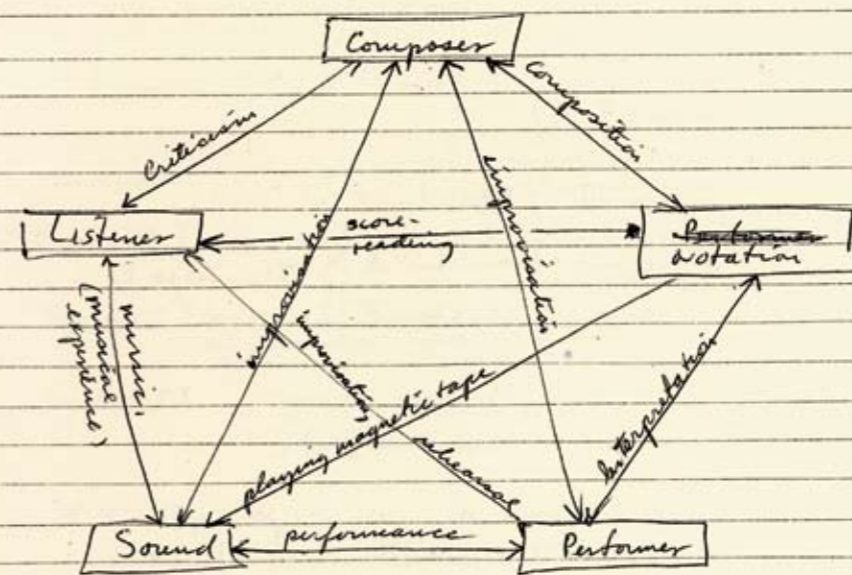 Composer
composition
Criticism
Listener
score-
reading
improvisation
improvisation
Performer
Notation
music,
(musical
experience)
improvisation,
rehearsal
playing magnetic tape
Interpretation
Sound
performance
Performer